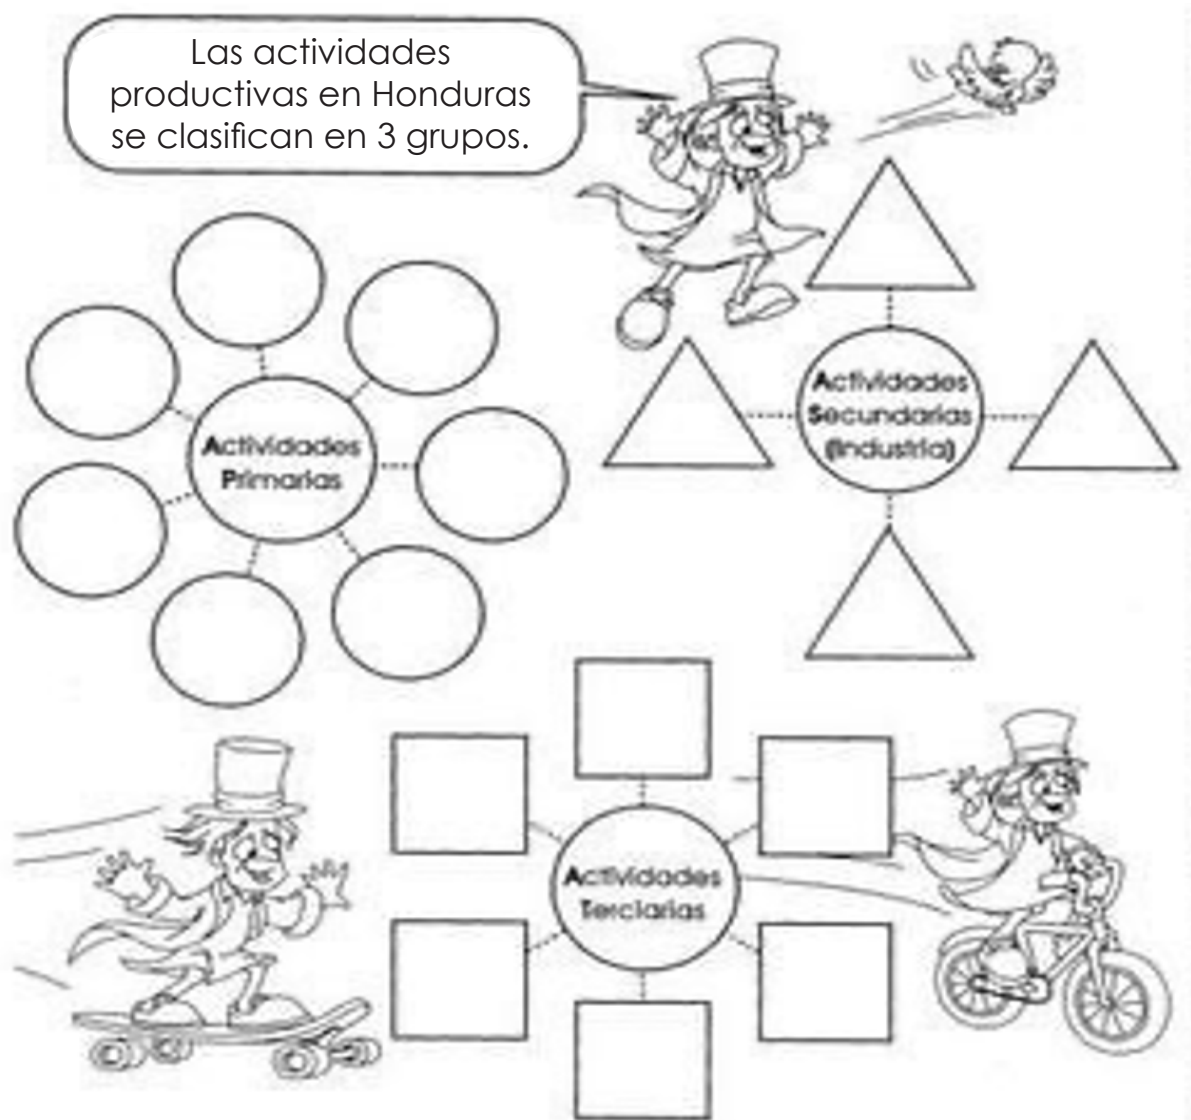 Las actividades
productivas en Honduras
se clasifican en 3 grupos.
Actividades
Primarias
Actividades
Secundarias
(Industria)
Actividades
Terciarias